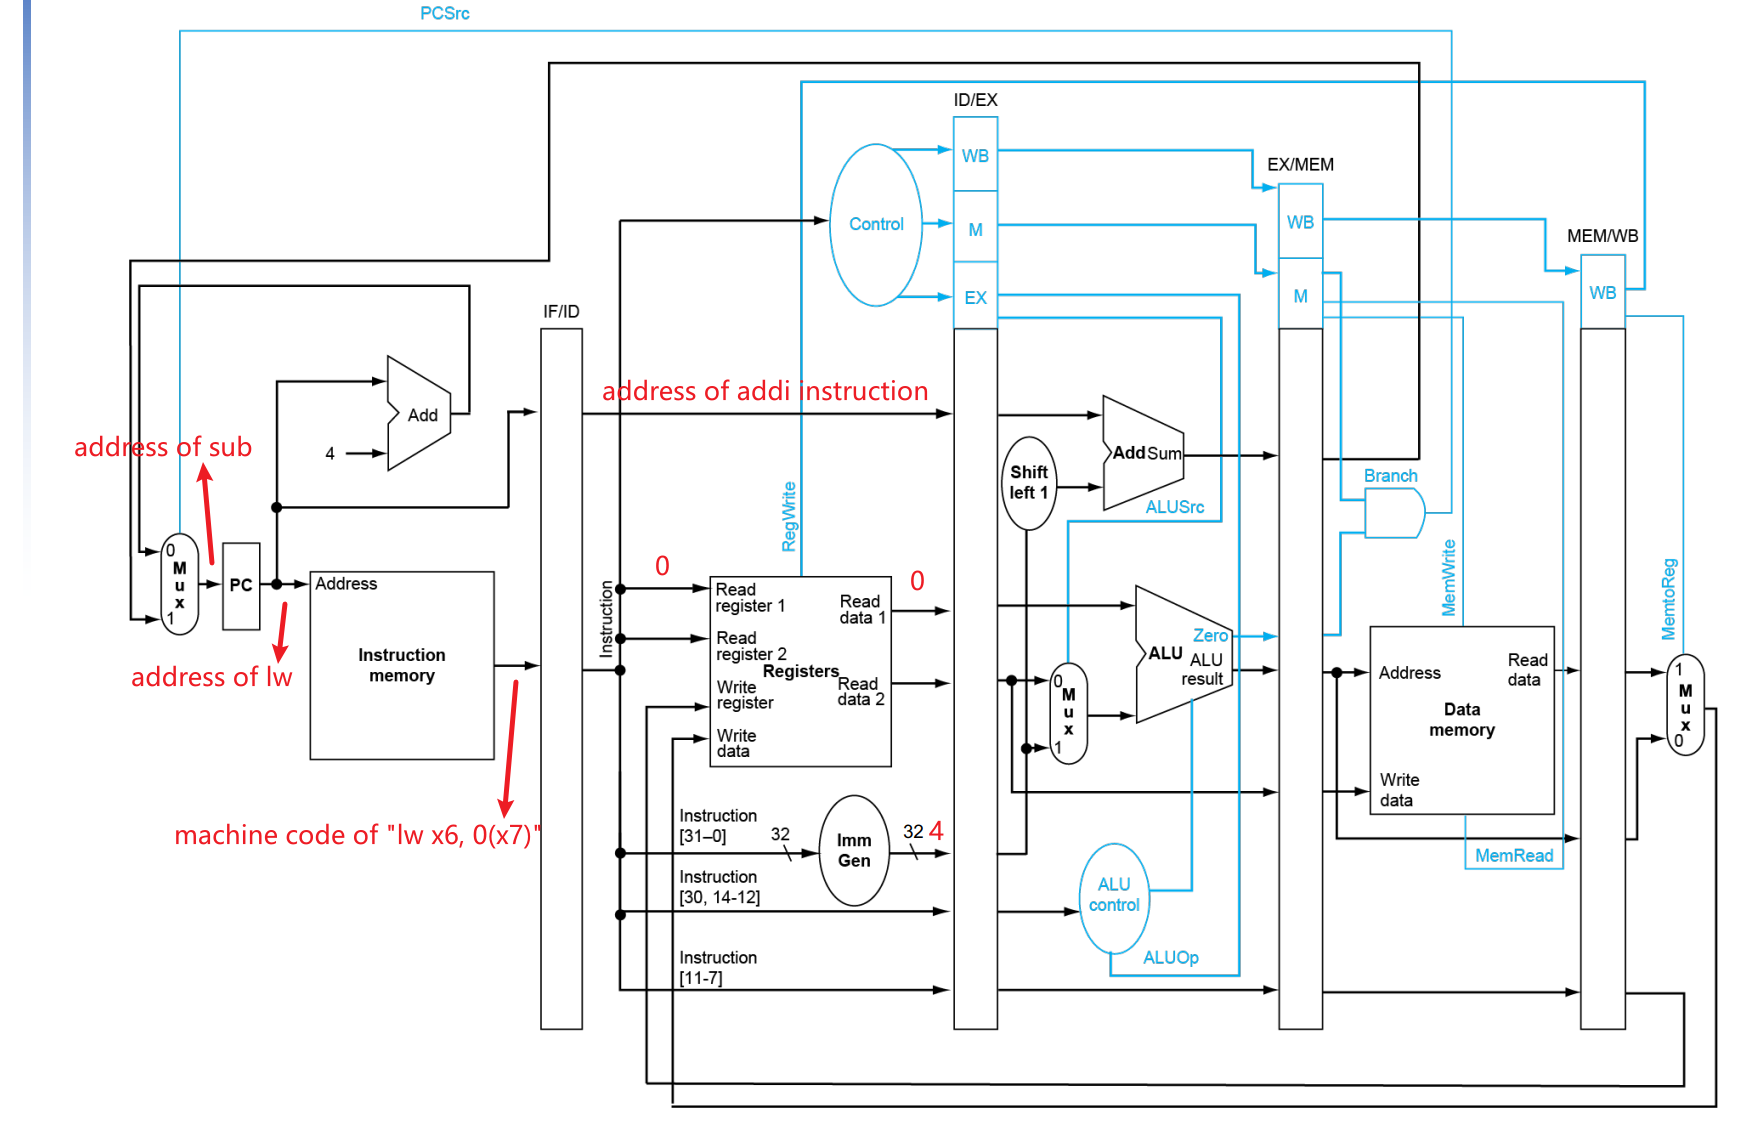 PCSrc
ID/EX
WB
EX/MEM
Control
M
WB
MEM/WB
EX
M
WB
IF/ID
address of addi instruction
Add
4
address of sub
Add Sum
Shift
left 1
Branch
ALUSrc
RegWrite
MemWrite
MemtoReg
0
M
u
x
1
PC
Address
Instruction
memory
address of lw
machine code of "lw x6, 0(x7)"
Instruction
0
0
Read
register 1
Read
data 1
Read
register 2
Registers
Write
register
Read
data 2
Write
data
Zero
ALU
ALU
result
0
M
u
x
1
Address
Read
data
Data
memory
Write
data
1
M
u
x
0
Instruction
[31–0]
32
Imm
Gen
32 4
MemRead
Instruction
[30, 14-12]
ALU
control
Instruction
[11-7]
ALUOp